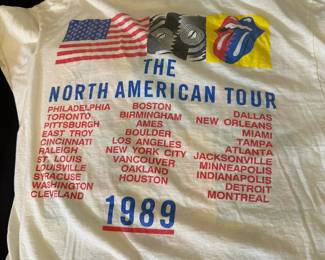 THE
NORTH AMERICAN TOUR
PHILADELPHIA
TORONTO
PITTSBURGH
EAST TROY
CINCINNATI
RALEIGH
ST. LOUIS
LOUISVILLE
SYRACUSE
WASHINGTON
CLEVELAND
BOSTON
BIRMINGHAM
AMES
BOULDER
LOS ANGELES
NEW YORK CITY
VANCOUVER
OAKLAND
HOUSTON
DALLAS
NEW ORLEANS
MIAMI
TAMPA
ATLANTA
JACKSONVILLE
MINNEAPOLIS
INDIANAPOLIS
DETROIT
MONTREAL
1989